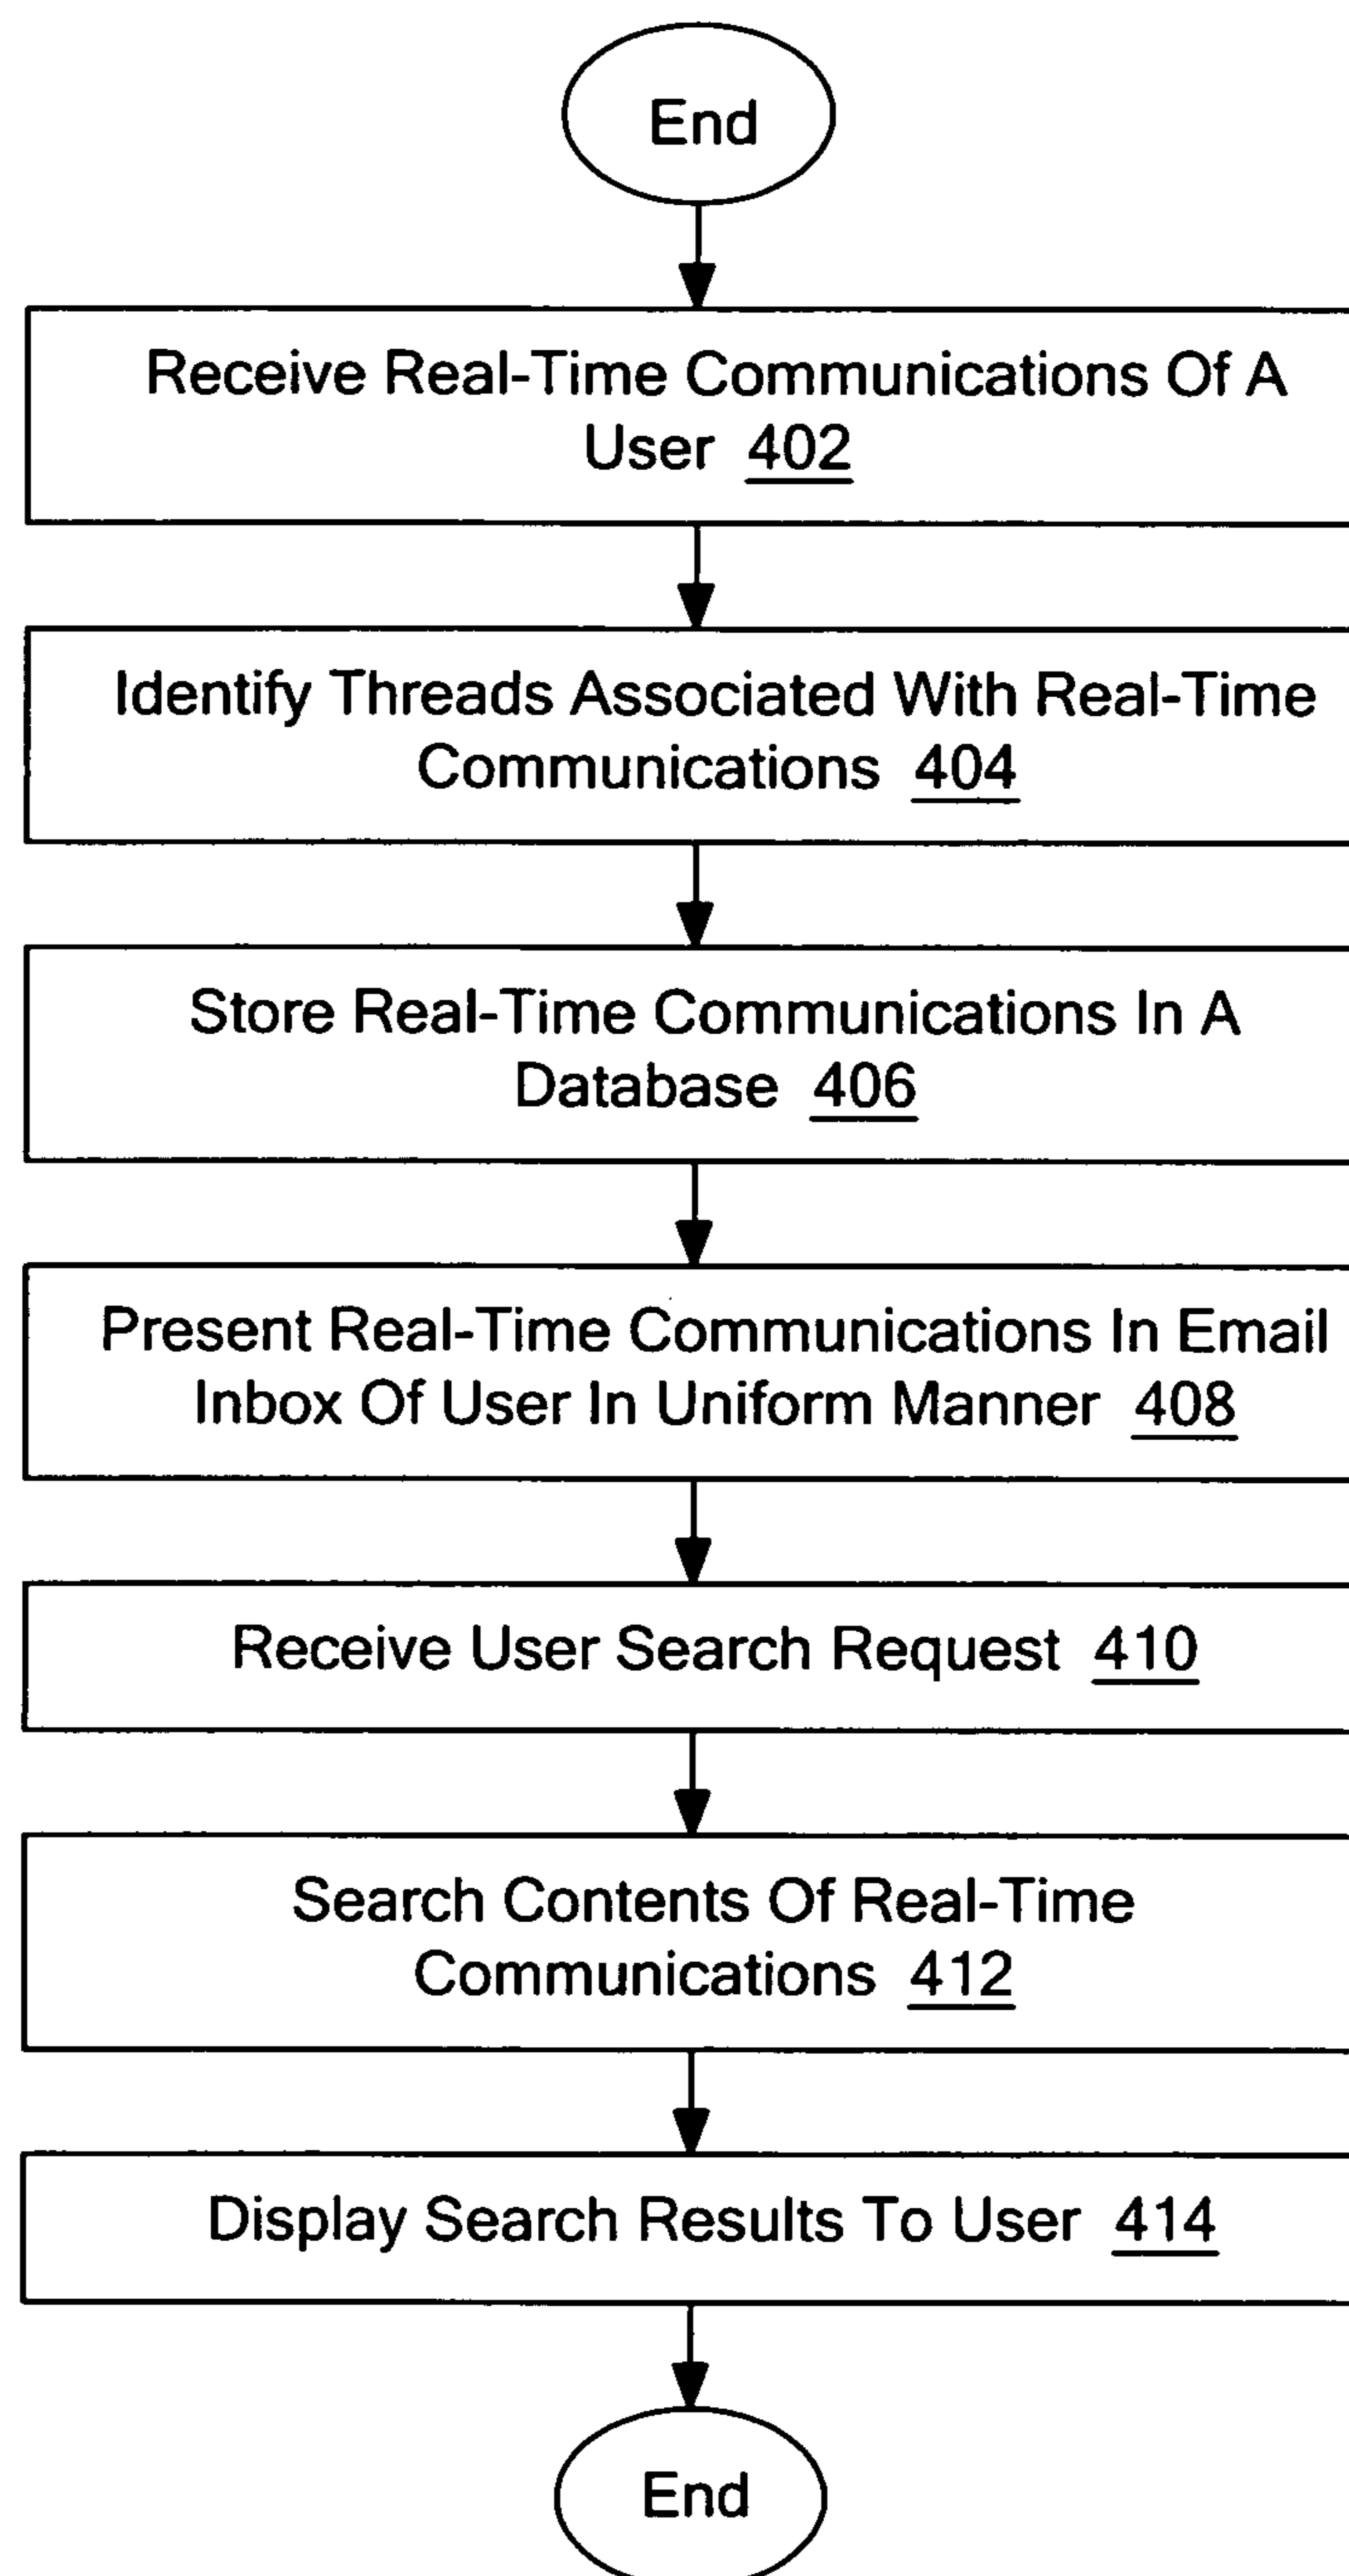 End
Receive Real-Time Communications Of A
User 402
Identify Threads Associated With Real-Time
Communications 404
Store Real-Time Communications In A
Database 406
Present Real-Time Communications In Email
Inbox Of User In Uniform Manner 408
Receive User Search Request 410
Search Contents Of Real-Time
Communications 412
Display Search Results To User 414
End